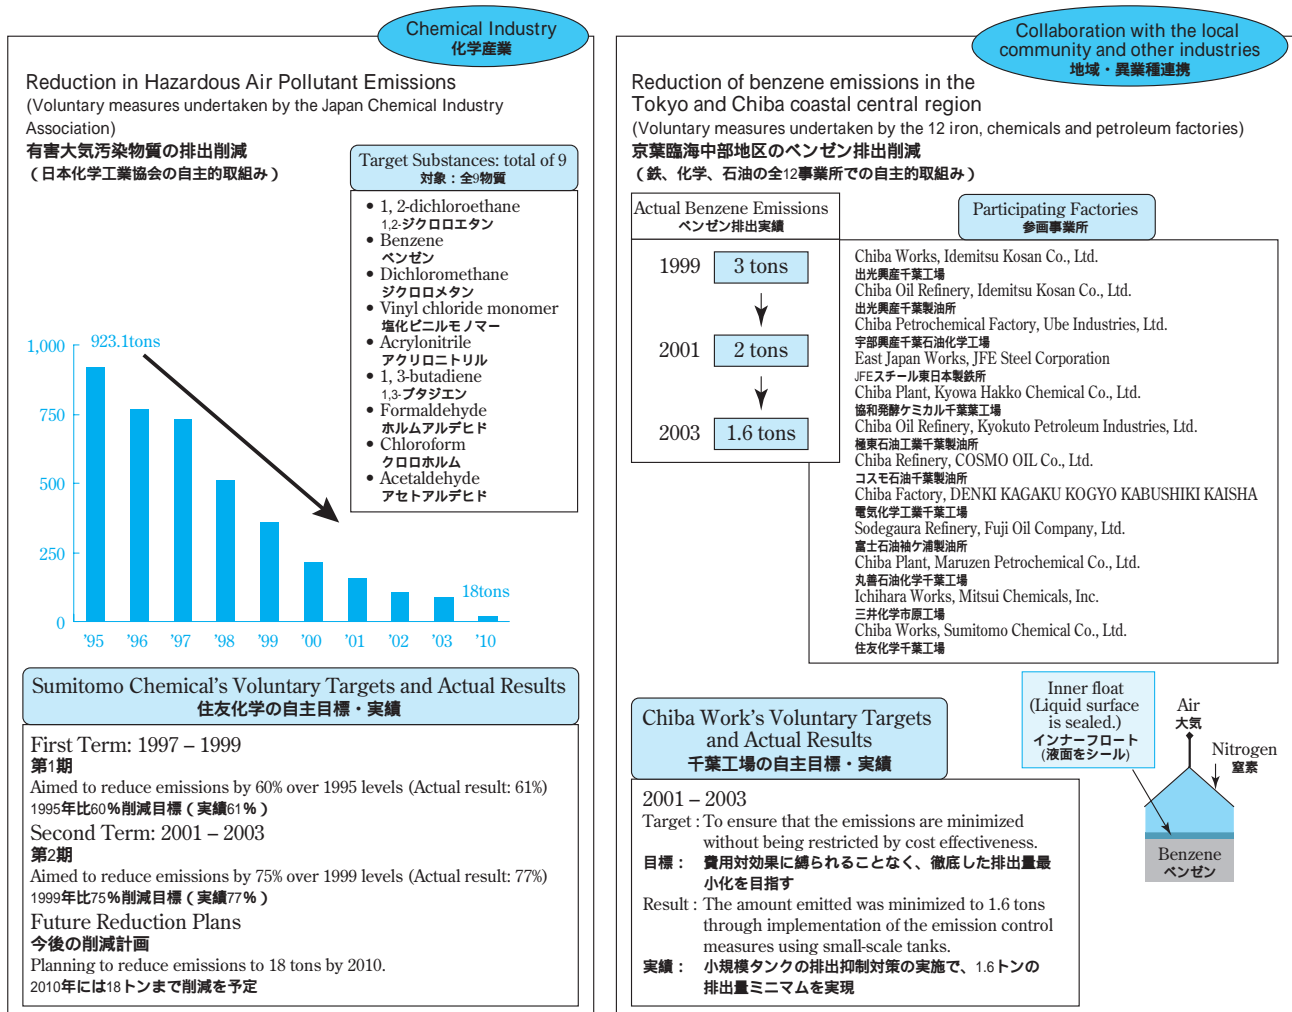 Chemical Industry
化学産業
Reduction in Hazardous Air Pollutant Emissions
(Voluntary measures undertaken by the Japan Chemical Industry
Association)
有害大気汚染物質の排出削減
（日本化学工業協会の自主的取組み）
Target Substances: total of 9
対象：全9物質
• 1, 2-dichloroethane
1,2-ジクロロエタン
• Benzene
ベンゼン
• Dichloromethane
ジクロロメタン
• Vinyl chloride monomer
塩化ビニルモノマー
• Acrylonitrile
アクリロニトリル
• 1, 3-butadiene
1,3-ブタジエン
• Formaldehyde
ホルムアルデヒド
• Chloroform
クロロホルム
• Acetaldehyde
アセトアルデヒド
1,000
923.1tons
750
500
250
18tons
0
'95 '96 '97 '98 '99 '00 '01 '02 '03 '10
Sumitomo Chemical's Voluntary Targets and Actual Results
住友化学の自主目標・実績
First Term: 1997 – 1999
第1期
Aimed to reduce emissions by 60% over 1995 levels (Actual result: 61%)
1995年比60％削減目標（実績61％）
Second Term: 2001 – 2003
第2期
Aimed to reduce emissions by 75% over 1999 levels (Actual result: 77%)
1999年比75％削減目標（実績77％）
Future Reduction Plans
今後の削減計画
Planning to reduce emissions to 18 tons by 2010.
2010年には18トンまで削減を予定
Collaboration with the local
community and other industries
地域・異業種連携
Reduction of benzene emissions in the
Tokyo and Chiba coastal central region
(Voluntary measures undertaken by the 12 iron, chemicals and petroleum factories)
京葉臨海中部地区のベンゼン排出削減
（鉄、化学、石油の全12事業所での自主的取組み）
Actual Benzene Emissions
ベンゼン排出実績
1999 3 tons
2001 2 tons
2003 1.6 tons
Participating Factories
参画事業所
Chiba Works, Idemitsu Kosan Co., Ltd.
出光興産千葉工場
Chiba Oil Refinery, Idemitsu Kosan Co., Ltd.
出光興産千葉製油所
Chiba Petrochemical Factory, Ube Industries, Ltd.
宇部興産千葉石油化学工場
East Japan Works, JFE Steel Corporation
JFEスチール東日本製鉄所
Chiba Plant, Kyowa Hakko Chemical Co., Ltd.
協和発酵ケミカル千葉葉工場
Chiba Oil Refinery, Kyokuto Petroleum Industries, Ltd.
極東石油工業千葉製油所
Chiba Refinery, COSMO OIL Co., Ltd.
コスモ石油千葉製油所
Chiba Factory, DENKI KAGAKU KOGYO KABUSHIKI KAISHA
電気化学工業千葉工場
Sodegaura Refinery, Fuji Oil Company, Ltd.
富士石油袖ケ浦製油所
Chiba Plant, Maruzen Petrochemical Co., Ltd.
丸善石油化学千葉工場
Ichihara Works, Mitsui Chemicals, Inc.
三井化学市原工場
Chiba Works, Sumitomo Chemical Co., Ltd.
住友化学千葉工場
Chiba Work's Voluntary Targets
and Actual Results
千葉工場の自主目標・実績
2001 – 2003
Target : To ensure that the emissions are minimized
without being restricted by cost effectiveness.
目標： 費用対効果に縛られることなく、徹底した排出量最
小化を目指す
Result : The amount emitted was minimized to 1.6 tons
through implementation of the emission control
measures using small-scale tanks.
実績： 小規模タンクの排出抑制対策の実施で、1.6トンの
排出量ミニマムを実現
Inner float
(Liquid surface
is sealed.)
インナーフロート
(液面をシール)
Air
大気
Nitrogen
窒素
Benzene
ベンゼン